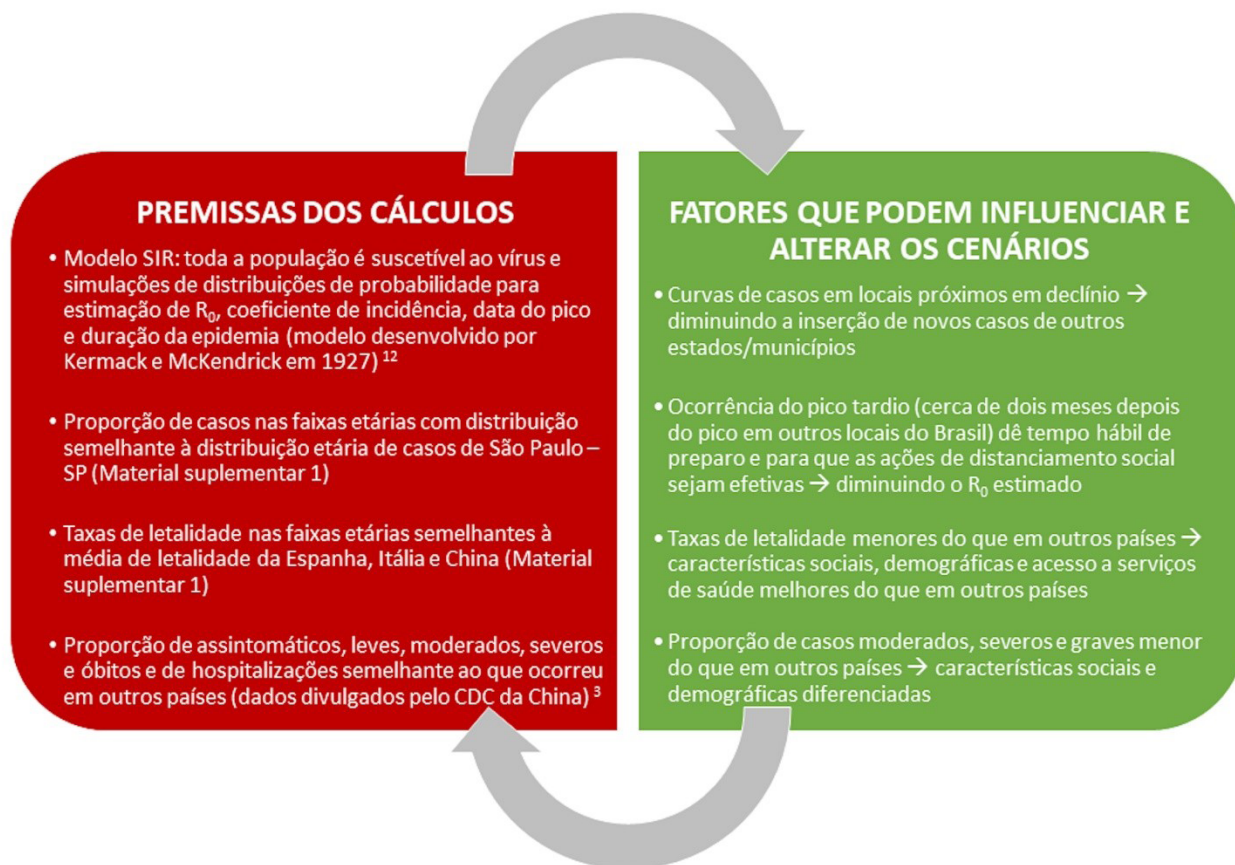 PREMISSAS DOS CÁLCULOS
• Modelo SIR: toda a população é suscetível ao vírus e
simulações de distribuições de probabilidade para
estimação de R₀, coeficiente de incidência, data do pico
e duração da epidemia (modelo desenvolvido por
Kermack e McKendrick em 1927) ¹²
• Proporção de casos nas faixas etárias com distribuição
semelhante à distribuição etária de casos de São Paulo –
SP (Material suplementar 1)
• Taxas de letalidade nas faixas etárias semelhantes à
média de letalidade da Espanha, Itália e China (Material
suplementar 1)
• Proporção de assintomáticos, leves, moderados, severos
e óbitos e de hospitalizações semelhante ao que ocorreu
em outros países (dados divulgados pelo CDC da China) ³
FATORES QUE PODEM INFLUENCIAR E
ALTERAR OS CENÁRIOS
• Curvas de casos em locais próximos em declínio →
diminuindo a inserção de novos casos de outros
estados/municípios
• Ocorrência do pico tardio (cerca de dois meses depois
do pico em outros locais do Brasil) dê tempo hábil de
preparo e para que as ações de distanciamento social
sejam efetivas → diminuindo o R₀ estimado
• Taxas de letalidade menores do que em outros países →
características sociais, demográficas e acesso a serviços
de saúde melhores do que em outros países
• Proporção de casos moderados, severos e graves menor
do que em outros países → características sociais e
demográficas diferenciadas